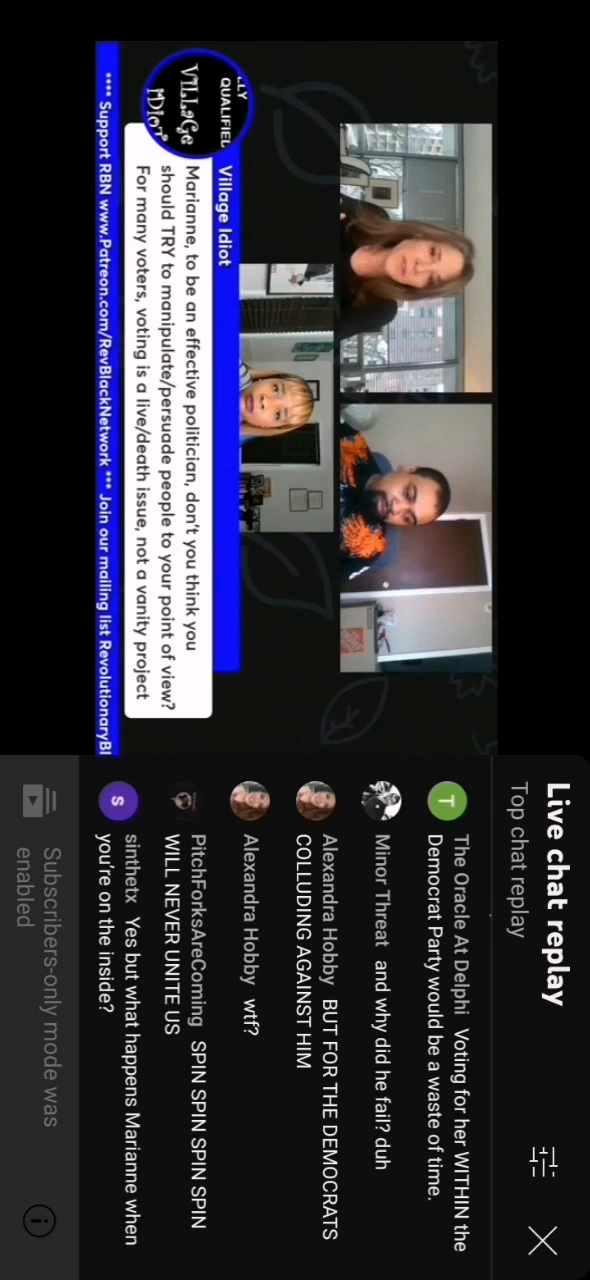 LLY
QUALIFIED
VILLaGe
iDIoT
Village Idiot
Marianne, to be an effective politician, don't you think you
should TRY to manipulate/persuade people to your point of view?
For many voters, voting is a live/death issue, not a vanity project
**** Support RBN www.Patreon.com/RevBlackNetwork *** Join our mailing list RevolutionaryBl
Live chat replay
Top chat replay
T
The Oracle At Delphi Voting for her WITHIN the
Democrat Party would be a waste of time.
Minor Threat and why did he fail? duh
Alexandra Hobby BUT FOR THE DEMOCRATS
COLLUDING AGAINST HIM
Alexandra Hobby wtf?
PitchForksAreComing SPIN SPIN SPIN SPIN
WILL NEVER UNITE US
S
sinthetx Yes but what happens Marianne when
you're on the inside?
Subscribers-only mode was
enabled